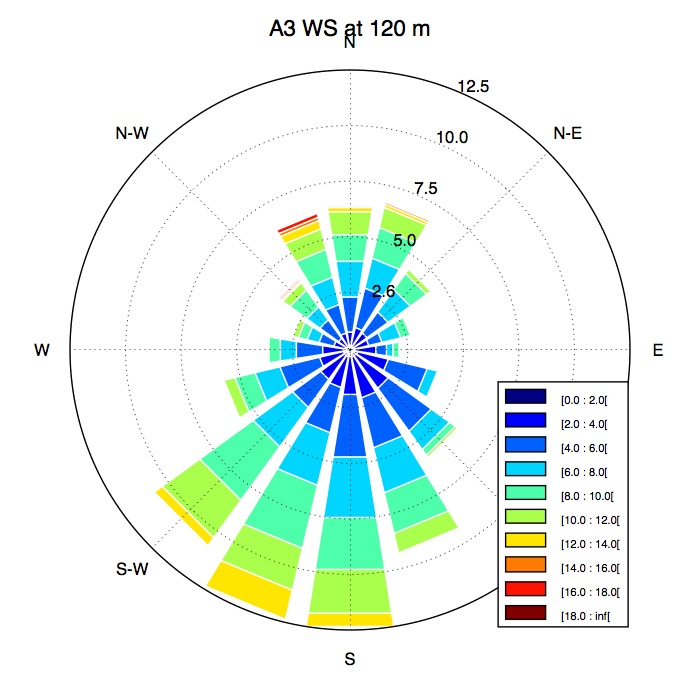 A3 WS at 120 m
N
12.5
N-W
10.0
N-E
7.5
5.0
2.6
W
E
[0.0 : 2.0[
[2.0 : 4.0[
[4.0 : 6.0[
[6.0 : 8.0[
[8.0 : 10.0[
[10.0 : 12.0[
[12.0 : 14.0[
[14.0 : 16.0[
[16.0 : 18.0[
[18.0 : inf[
S-W
S